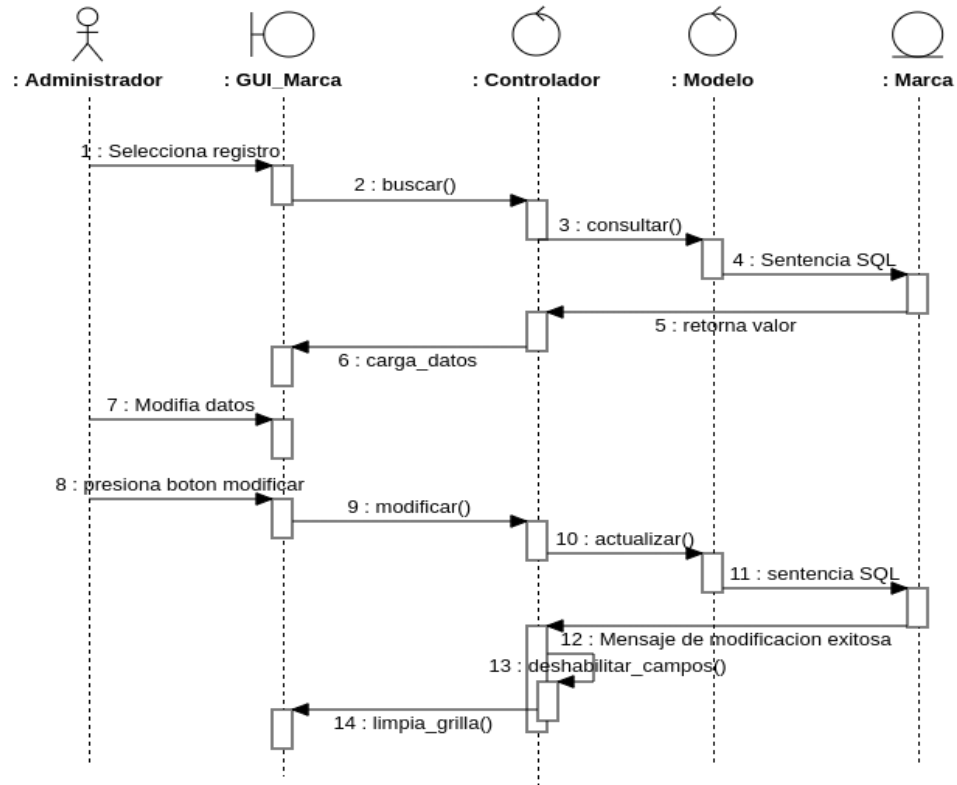 : Administrador
: GUI_Marca
: Controlador
: Modelo
: Marca
1 : Selecciona registro
2 : buscar()
3 : consultar()
4 : Sentencia SQL
5 : retorna valor
6 : carga_datos
7 : Modifia datos
8 : presiona boton modificar
9 : modificar()
10 : actualizar()
11 : sentencia SQL
12 : Mensaje de modificacion exitosa
13 : deshabilitar_campos()
14 : limpia_grilla()